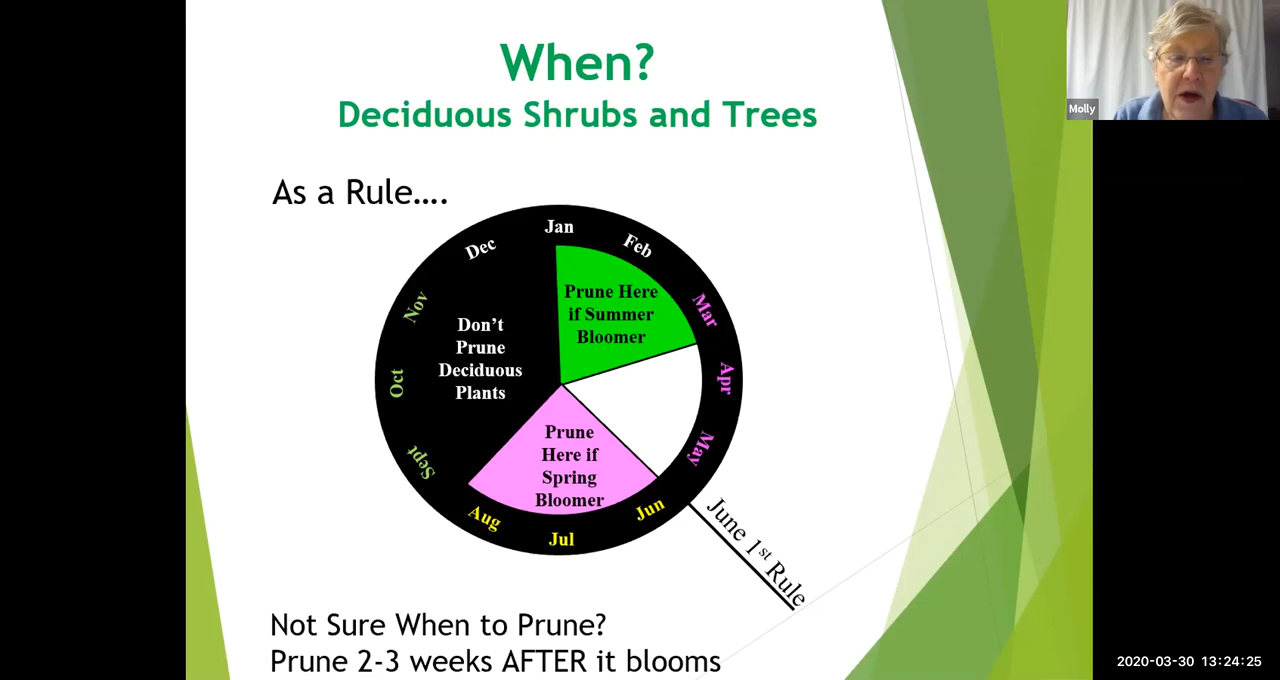 When?
Deciduous Shrubs and Trees
Molly
As a Rule....
Jan
Feb
Mar
Apr
May
Jun
Jul
Aug
Sept
Oct
Nov
Dec
Prune Here
if Summer
Bloomer
Don't
Prune
Deciduous
Plants
Prune
Here if
Spring
Bloomer
June 1st Rule
Not Sure When to Prune?
Prune 2-3 weeks AFTER it blooms
2020-03-30 13:24:25